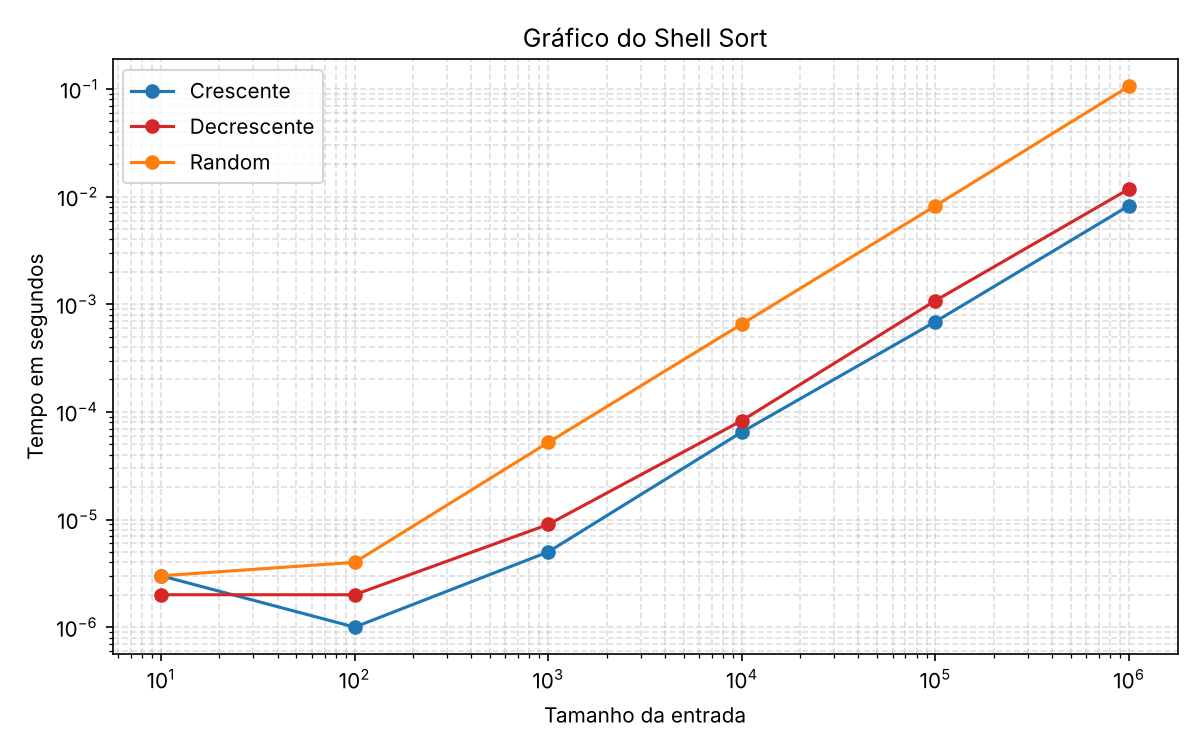 Gráfico do Shell Sort
Crescente
Decrescente
Random
Tempo em segundos
10⁻¹
10⁻²
10⁻³
10⁻⁴
10⁻⁵
10⁻⁶
10¹ 10² 10³ 10⁴ 10⁵ 10⁶
Tamanho da entrada